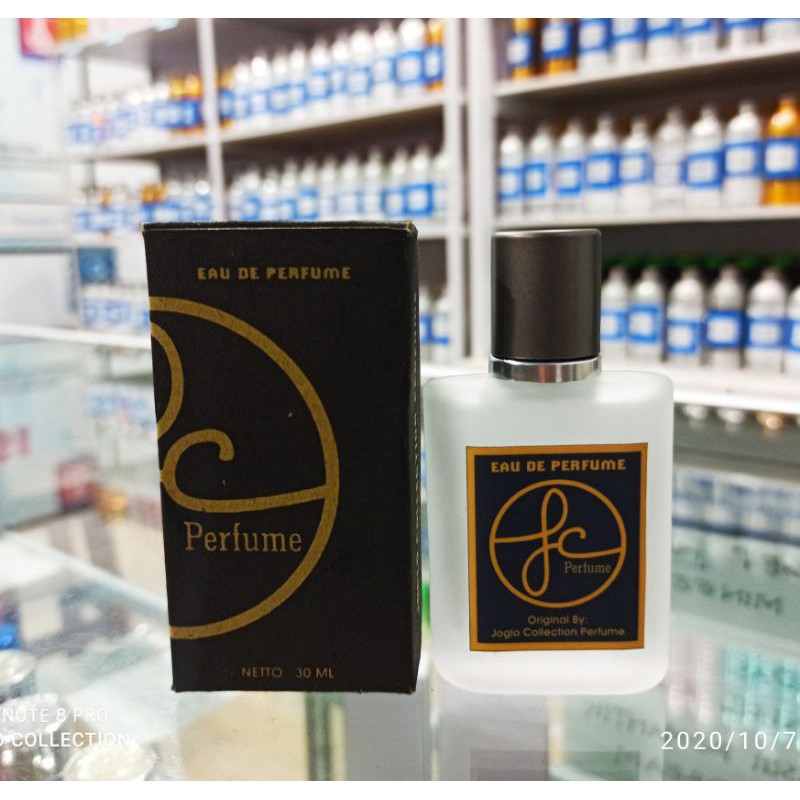 EAU DE PERFUME
Perfume
NETTO 30 ML
EAU DE PERFUME
Jc
Perfume
Original By:
Joglo Collection Perfume
NOTE 8 PRO
COLLECTION
2020/10/7